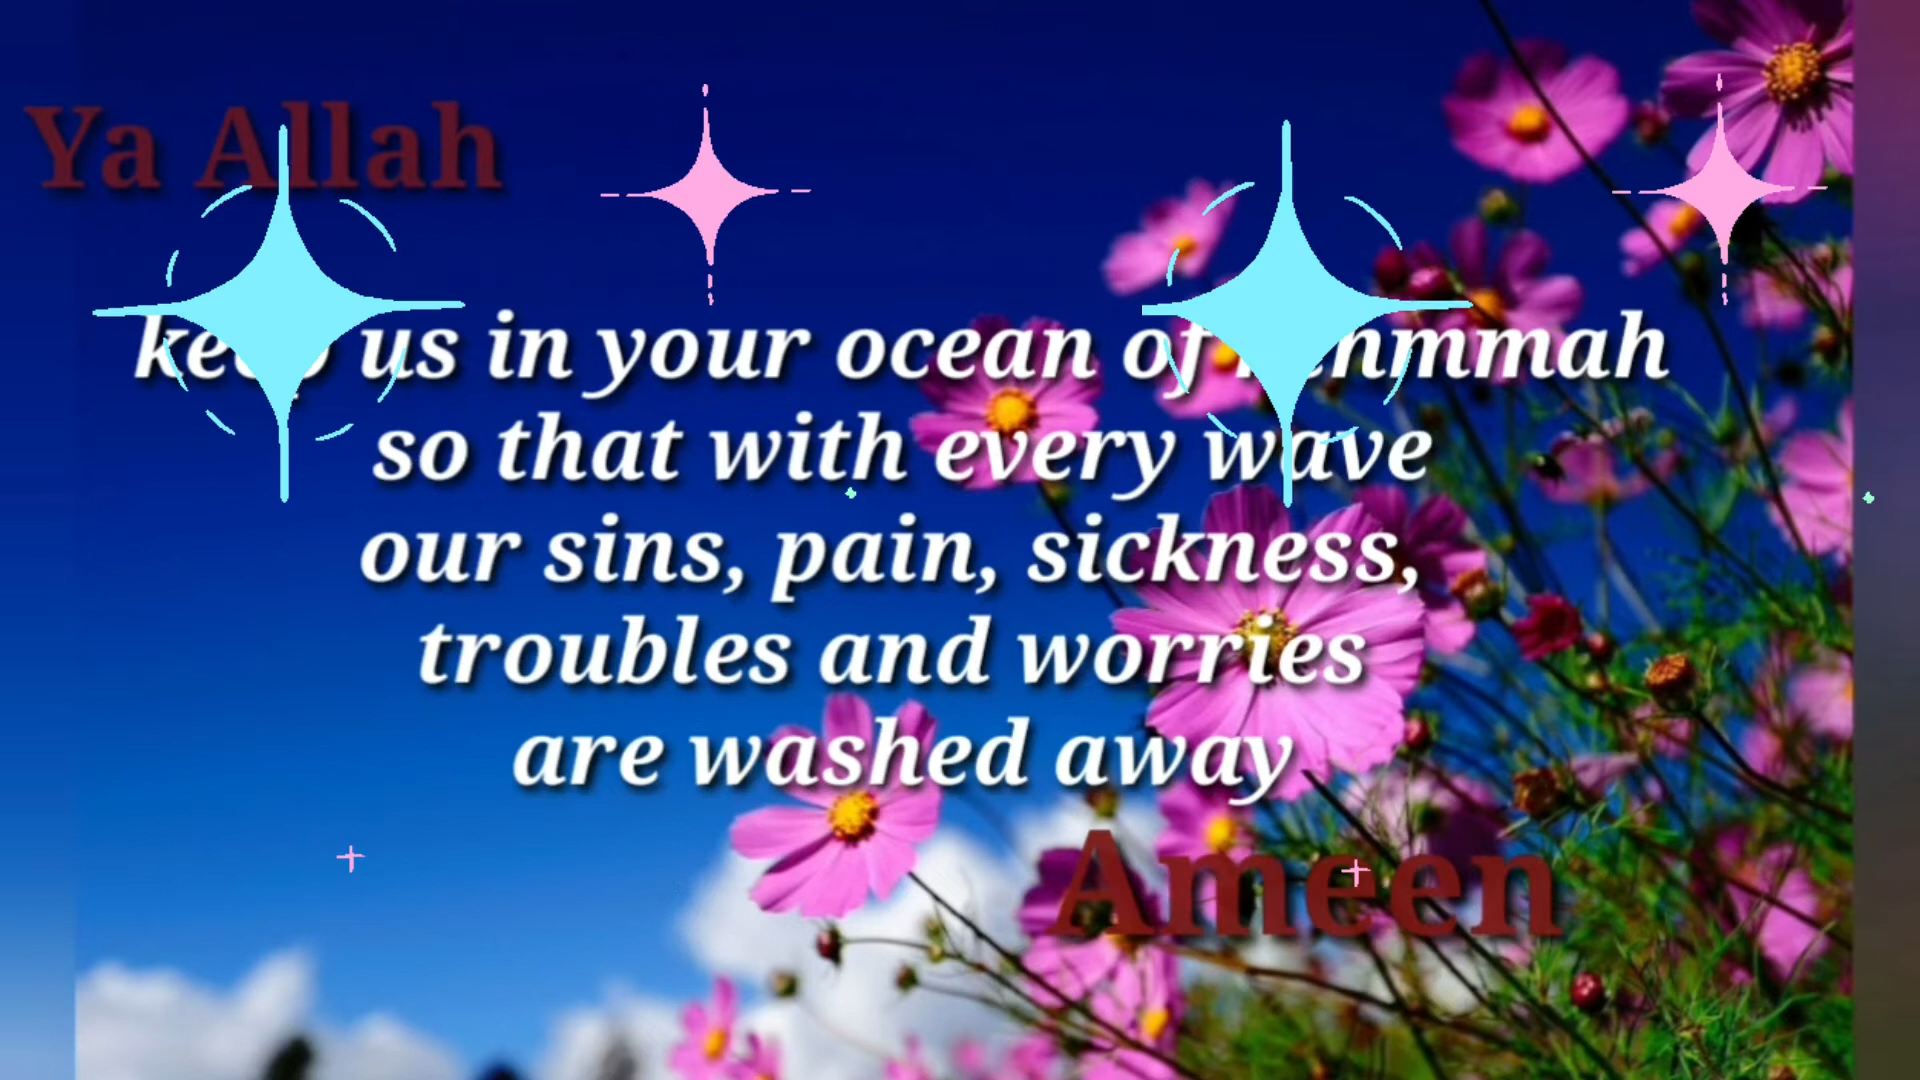 Ya Allah
keep us in your ocean of
so that with every wave
our sins, pain, sickness,
troubles and worries
are washed away
Ameen